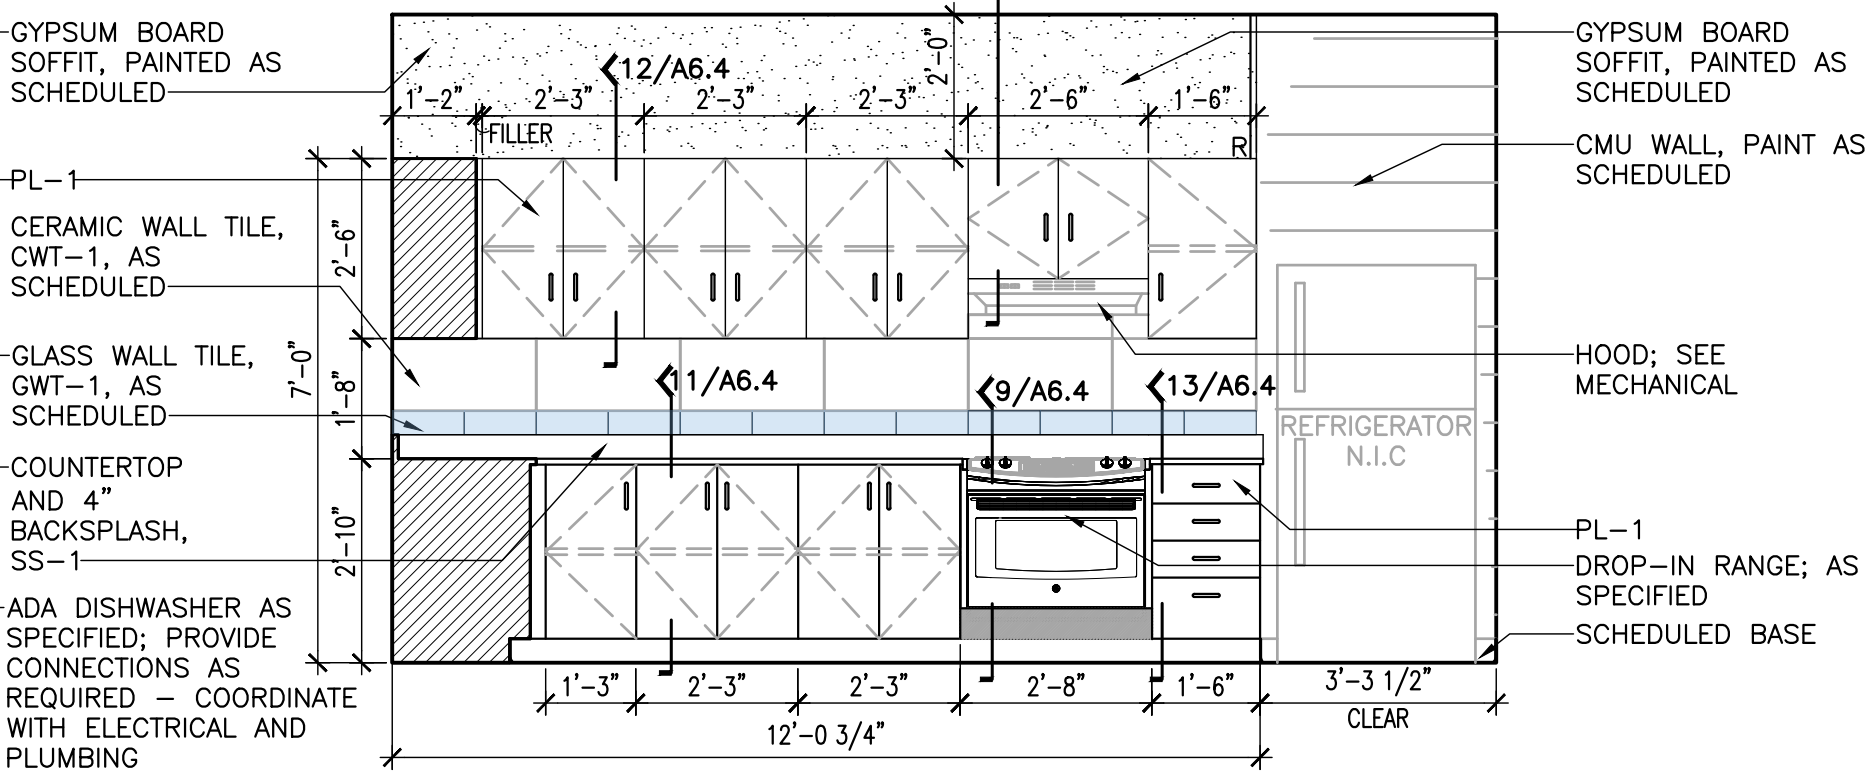 GYPSUM BOARD
SOFFIT, PAINTED AS
SCHEDULED
PL-1
CERAMIC WALL TILE,
CWT-1, AS
SCHEDULED
GLASS WALL TILE,
GWT-1, AS
SCHEDULED
COUNTERTOP
AND 4"
BACKSPLASH,
SS-1
ADA DISHWASHER AS
SPECIFIED; PROVIDE
CONNECTIONS AS
REQUIRED - COORDINATE
WITH ELECTRICAL AND
PLUMBING
7'-0"
2'-6"
1'-8"
2'-10"
12/A6.4
2'-0"
1'-2"
2'-3"
2'-3"
2'-3"
2'-6"
1'-6"
FILLER
R
11/A6.4
9/A6.4
13/A6.4
REFRIGERATOR
N.I.C
1'-3"
2'-3"
2'-3"
2'-8"
1'-6"
3'-3 1/2"
CLEAR
12'-0 3/4"
GYPSUM BOARD
SOFFIT, PAINTED AS
SCHEDULED
CMU WALL, PAINT AS
SCHEDULED
HOOD; SEE
MECHANICAL
PL-1
DROP-IN RANGE; AS
SPECIFIED
SCHEDULED BASE